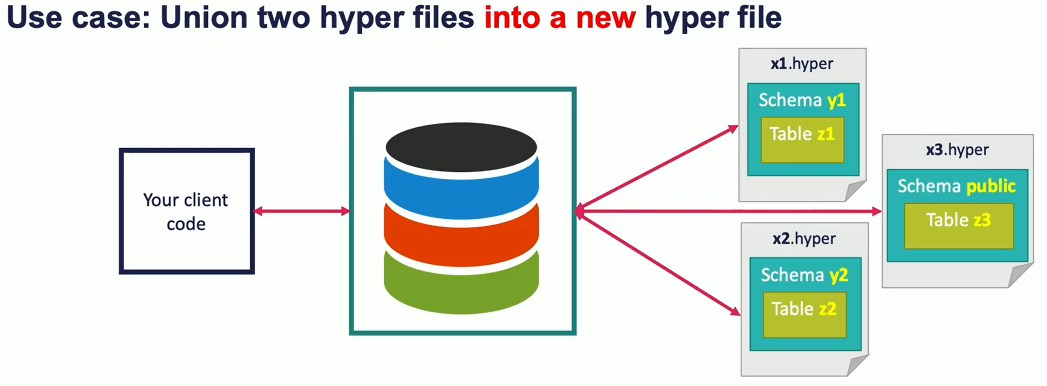 Use case: Union two hyper files into a new hyper file
Your client
code
x1.hyper
Schema y1
Table z1
x3.hyper
Schema public
Table z3
x2.hyper
Schema y2
Table z2